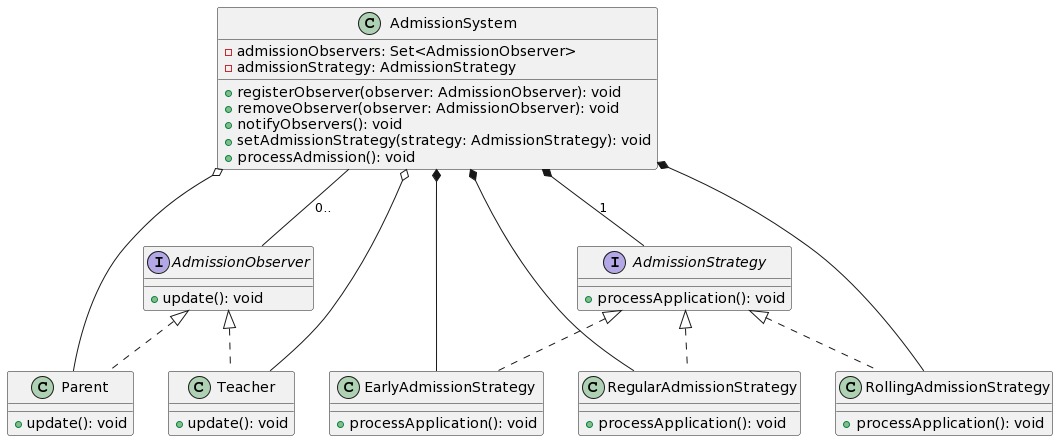 C AdmissionSystem
admissionObservers: Set<AdmissionObserver>
admissionStrategy: AdmissionStrategy
registerObserver(observer: AdmissionObserver): void
removeObserver(observer: AdmissionObserver): void
notifyObservers(): void
setAdmissionStrategy(strategy: AdmissionStrategy): void
processAdmission(): void
0..
1
I AdmissionObserver
update(): void
I AdmissionStrategy
processApplication(): void
C Parent
update(): void
C Teacher
update(): void
C EarlyAdmissionStrategy
processApplication(): void
C RegularAdmissionStrategy
processApplication(): void
C RollingAdmissionStrategy
processApplication(): void